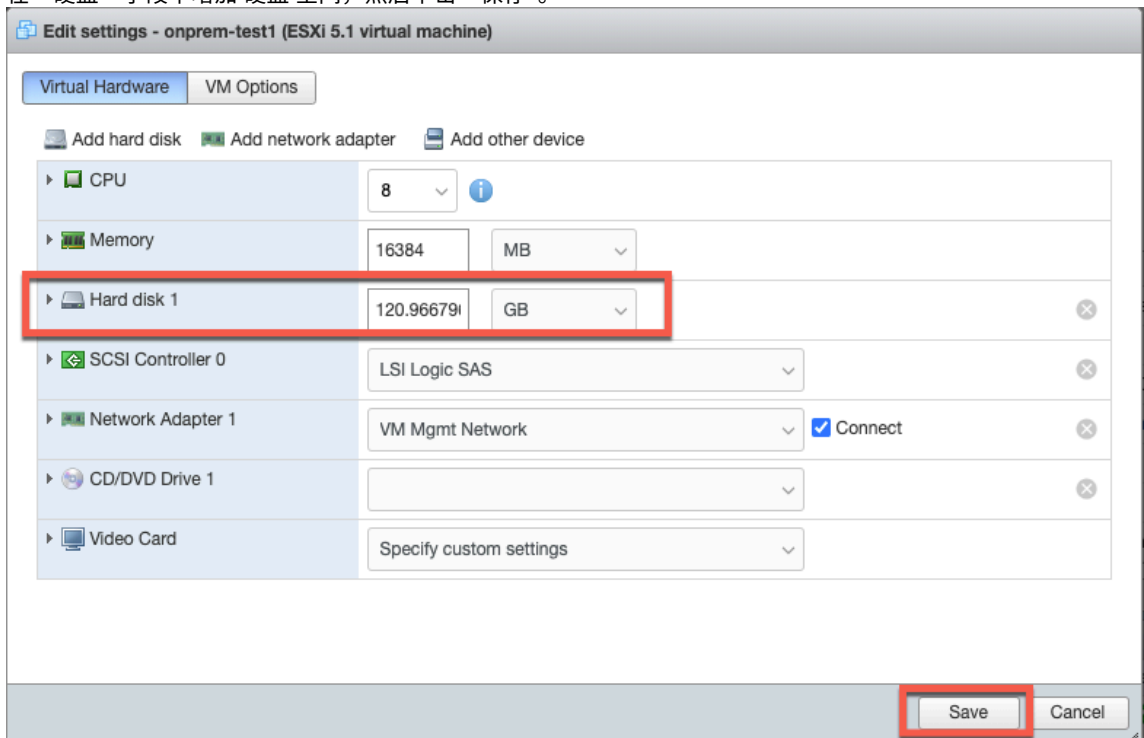 Edit settings - onprem-test1 (ESXi 5.1 virtual machine)
Virtual Hardware VM Options
Add hard disk Add network adapter Add other device
CPU 8
Memory 16384 MB
Hard disk 1 120.96679 GB
SCSI Controller 0 LSI Logic SAS
Network Adapter 1 VM Mgmt Network Connect
CD/DVD Drive 1
Video Card Specify custom settings
Save Cancel